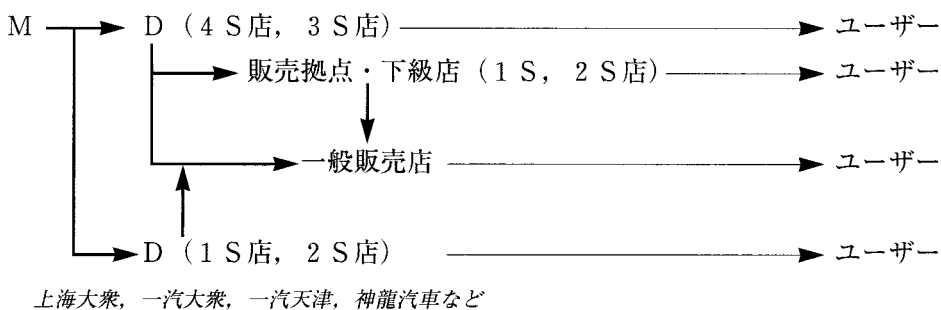 M D (4 S店, 3 S店) ユーザー
販売拠点・下級店 (1 S, 2 S店) ユーザー
一般販売店 ユーザー
D (1 S店, 2 S店) ユーザー
上海大衆, 一汽大衆, 一汽天津, 神龍汽車など